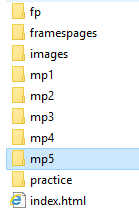 fp
framespages
images
mp1
mp2
mp3
mp4
mp5
practice
index.html